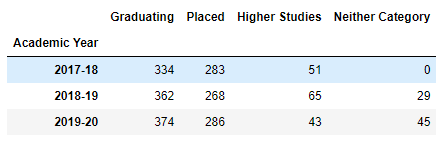 Graduating Placed Higher Studies Neither Category
Academic Year
2017-18 334 283 51 0
2018-19 362 268 65 29
2019-20 374 286 43 45